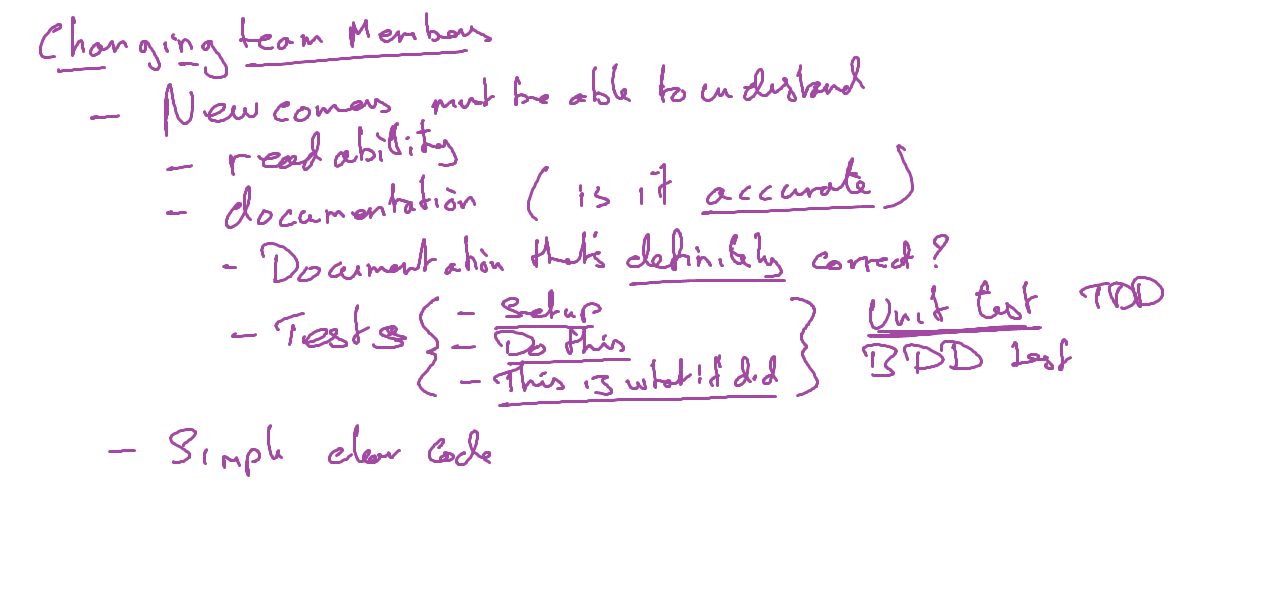 Changing team Members
- Newcomers must be able to understand
- readability
- documentation (is it accurate)
- Documentation that's definitely correct?
- Tests { - Setup } Unit test TDD
- Do this
- This is what it did
BDD test
- Simple clear code